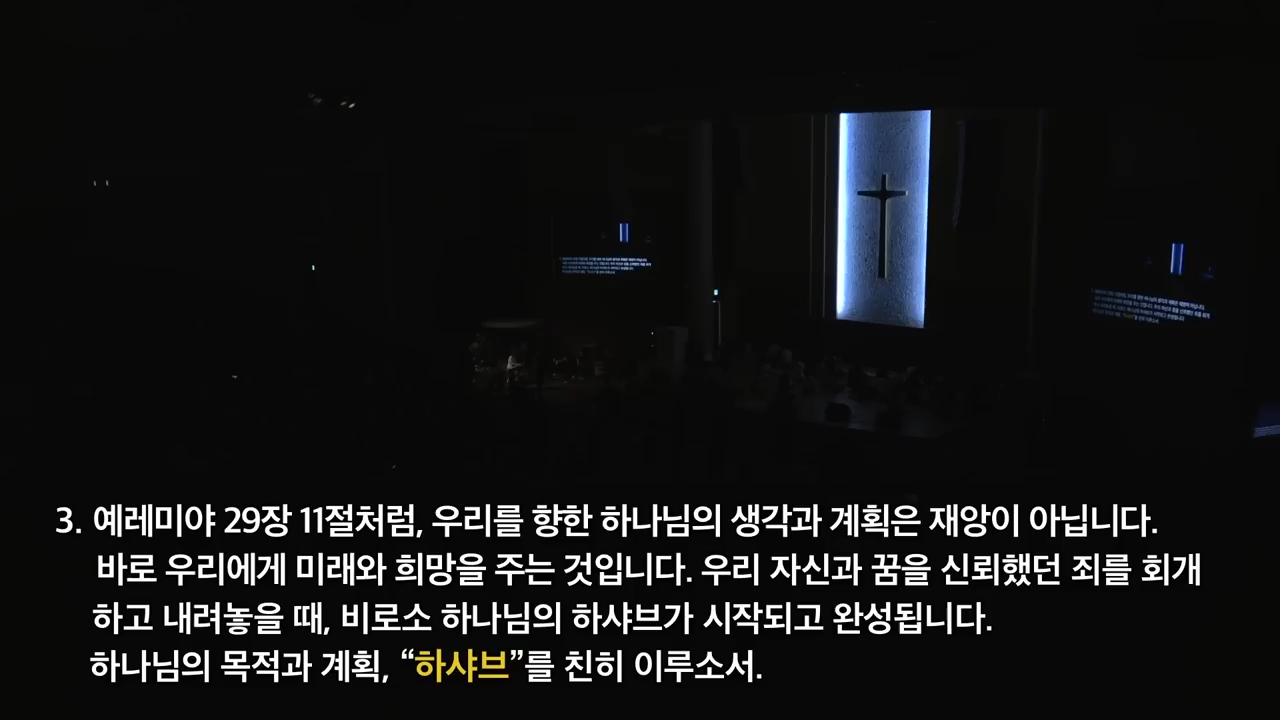 3. 예레미야 29장 11절처럼, 우리를 향한 하나님의 생각과 계획은 재앙이 아닙니다.
바로 우리에게 미래와 희망을 주는 것입니다. 우리 자신과 꿈을 신뢰했던 죄를 회개
하고 내려놓을 때, 비로소 하나님의 하샤브가 시작되고 완성됩니다.
하나님의 목적과 계획, “하샤브”를 친히 이루소서.